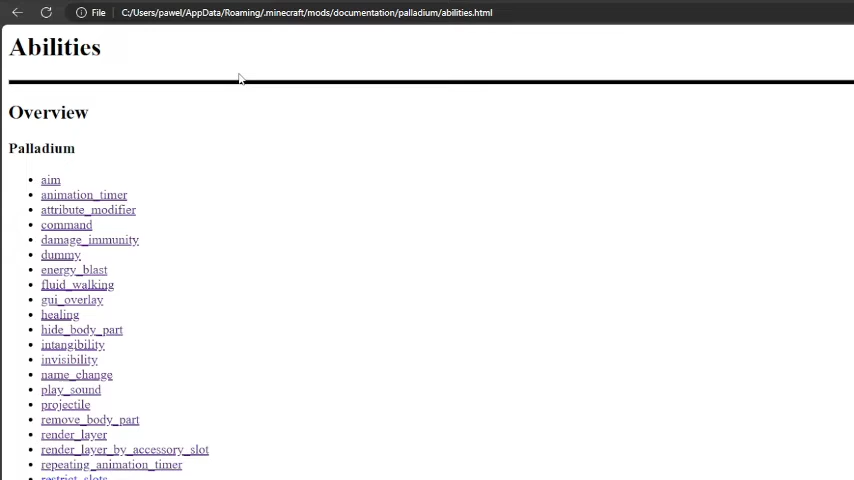 File
C:/Users/pawel/AppData/Roaming/.minecraft/mods/documentation/palladium/abilities.html
Abilities
Overview
Palladium
aim
animation_timer
attribute_modifier
command
damage_immunity
dummy
energy_blast
fluid_walking
gui_overlay
healing
hide_body_part
intangibility
invisibility
name_change
play_sound
projectile
remove_body_part
render_layer
render_layer_by_accessory_slot
repeating_animation_timer
restrict_slots